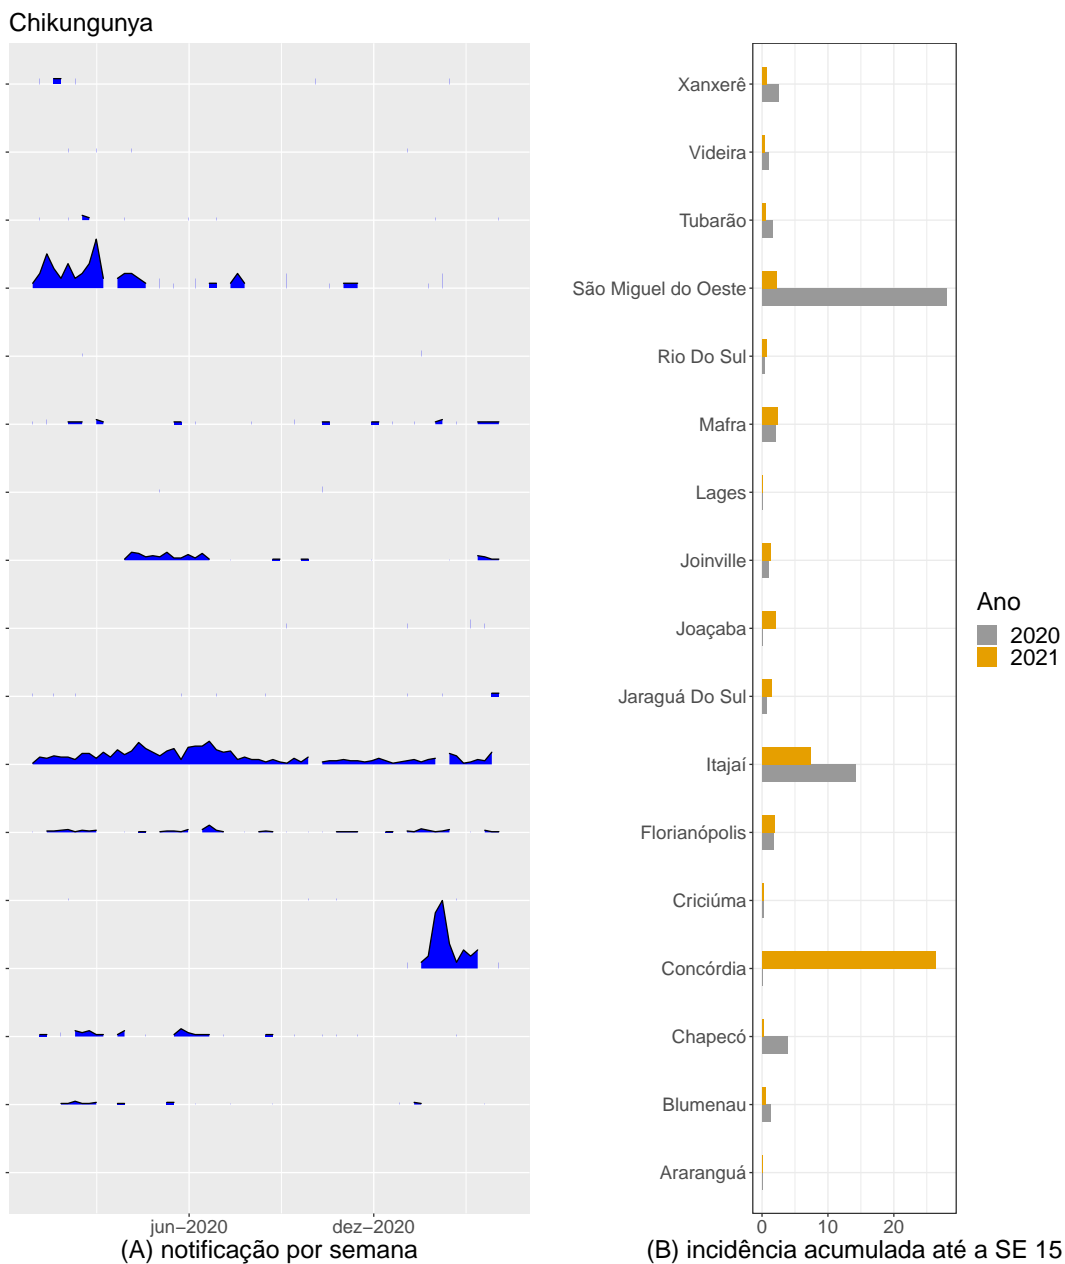 Chikungunya
Xanxerê
Videira
Tubarão
São Miguel do Oeste
Rio Do Sul
Mafra
Lages
Joinville
Joaçaba
Jaraguá Do Sul
Itajaí
Florianópolis
Criciúma
Concórdia
Chapecó
Blumenau
Araranguá
Ano
2020
2021
jun−2020 dez−2020
0 10 20
(A) notificação por semana
(B) incidência acumulada até a SE 15